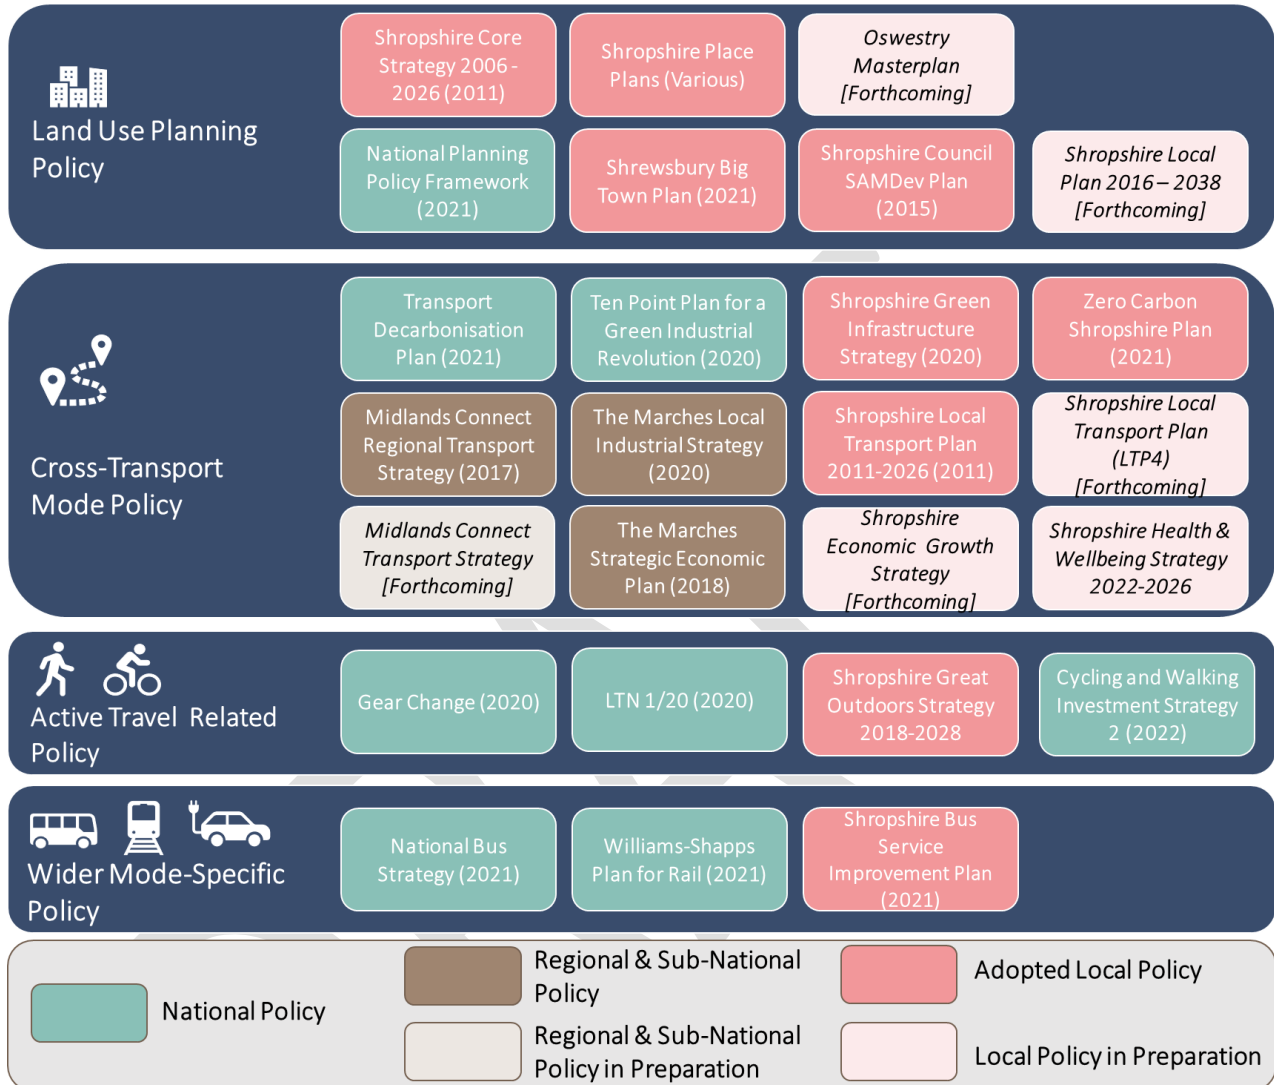 Land Use Planning
Policy
Shropshire Core
Strategy 2006 -
2026 (2011)
Shropshire Place
Plans (Various)
Oswestry
Masterplan
[Forthcoming]
National Planning
Policy Framework
(2021)
Shrewsbury Big
Town Plan (2021)
Shropshire Council
SAMDev Plan
(2015)
Shropshire Local
Plan 2016 – 2038
[Forthcoming]
Cross-Transport
Mode Policy
Transport
Decarbonisation
Plan (2021)
Ten Point Plan for a
Green Industrial
Revolution (2020)
Shropshire Green
Infrastructure
Strategy (2020)
Zero Carbon
Shropshire Plan
(2021)
Midlands Connect
Regional Transport
Strategy (2017)
The Marches Local
Industrial Strategy
(2020)
Shropshire Local
Transport Plan
2011-2026 (2011)
Shropshire Local
Transport Plan
(LTP4)
[Forthcoming]
Midlands Connect
Transport Strategy
[Forthcoming]
The Marches
Strategic Economic
Plan (2018)
Shropshire
Economic Growth
Strategy
[Forthcoming]
Shropshire Health &
Wellbeing Strategy
2022-2026
Active Travel Related
Policy
Gear Change (2020)
LTN 1/20 (2020)
Shropshire Great
Outdoors Strategy
2018-2028
Cycling and Walking
Investment Strategy
2 (2022)
Wider Mode-Specific
Policy
National Bus
Strategy (2021)
Williams-Shapps
Plan for Rail (2021)
Shropshire Bus
Service
Improvement Plan
(2021)
National Policy
Regional & Sub-National
Policy
Regional & Sub-National
Policy in Preparation
Adopted Local Policy
Local Policy in Preparation